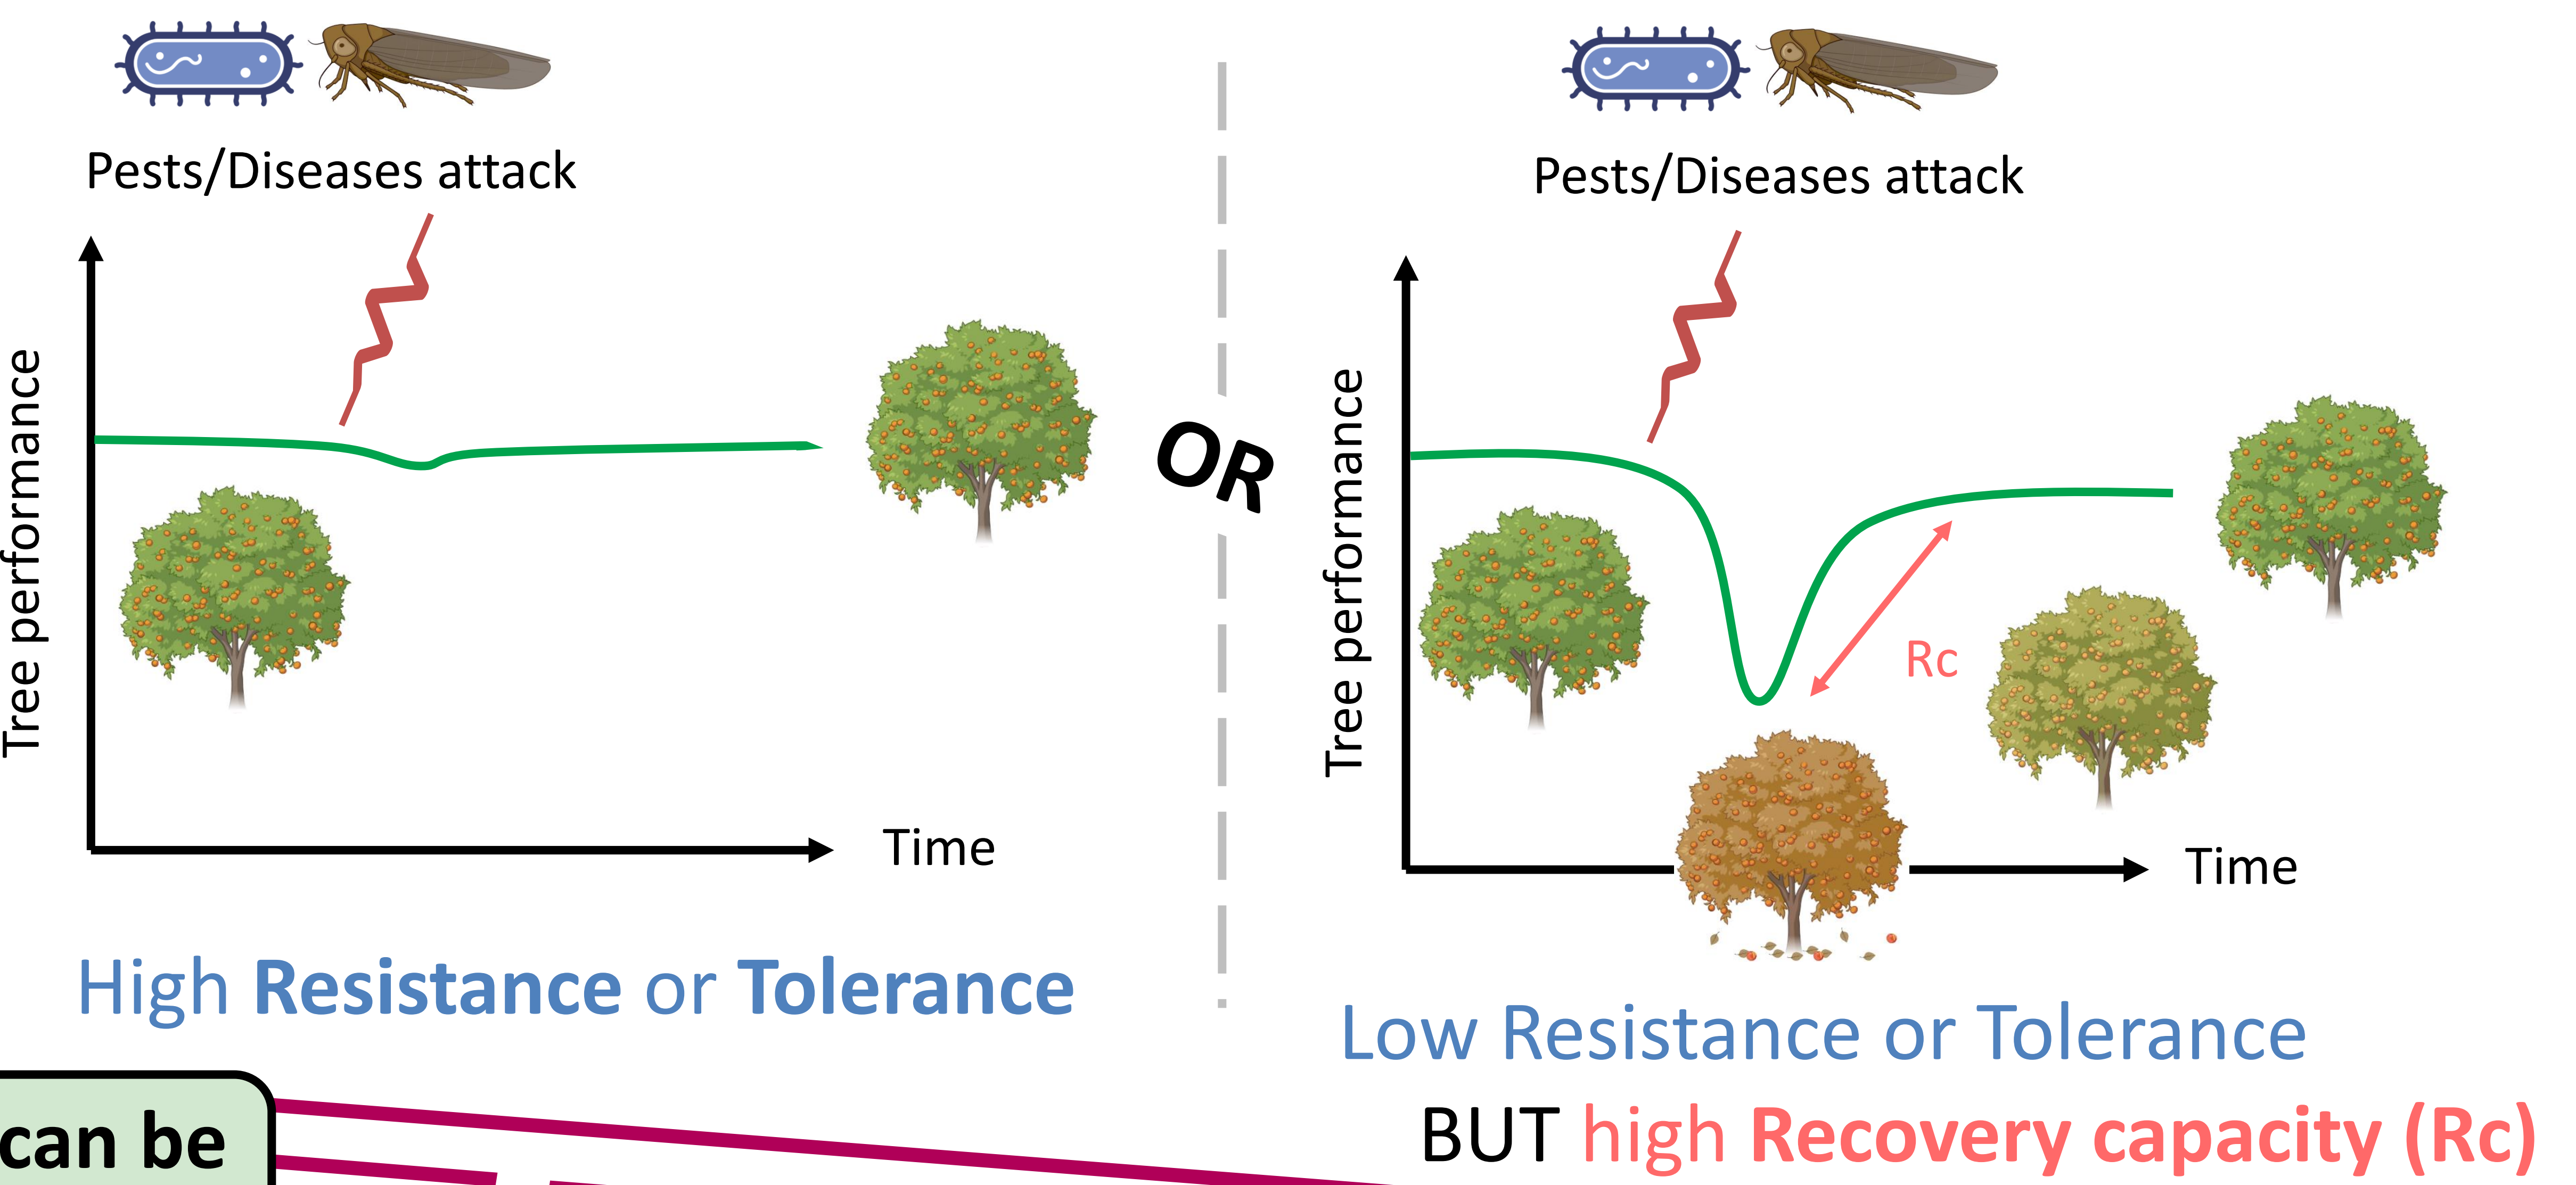 Pests/Diseases attack
Tree performance
Time
High Resistance or Tolerance
OR
Pests/Diseases attack
Tree performance
Rc
Time
Low Resistance or Tolerance
BUT high Recovery capacity (Rc)
can be